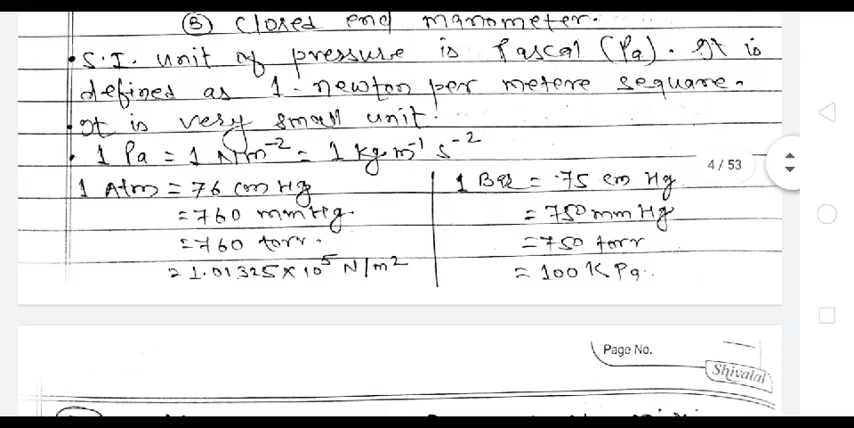 (B) Closed end manometer.
• S.I. unit of pressure is Pascal (Pa). It is
defined as 1-newton per metere sequare.
• It is very small unit.
• 1 Pa = 1 Nm⁻² = 1 kg m⁻¹ s⁻²
1 Atm = 76 cm Hg
= 760 mm Hg
= 760 torr.
= 1.01325 × 10⁵ N/m²
1 Bar = .75 cm Hg
= 750 mm Hg
= 750 torr
= 100 K Pa.
4 / 53
Page No.
Shivalal